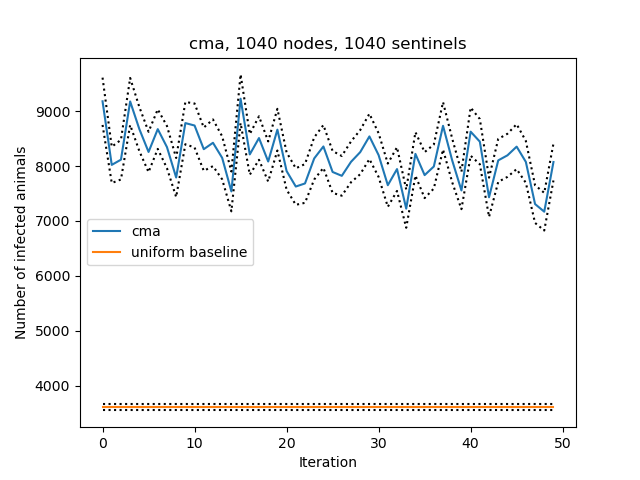 cma, 1040 nodes, 1040 sentinels
Number of infected animals
9000
8000
7000
6000
5000
4000
cma
uniform baseline
0 10 20 30 40 50
Iteration